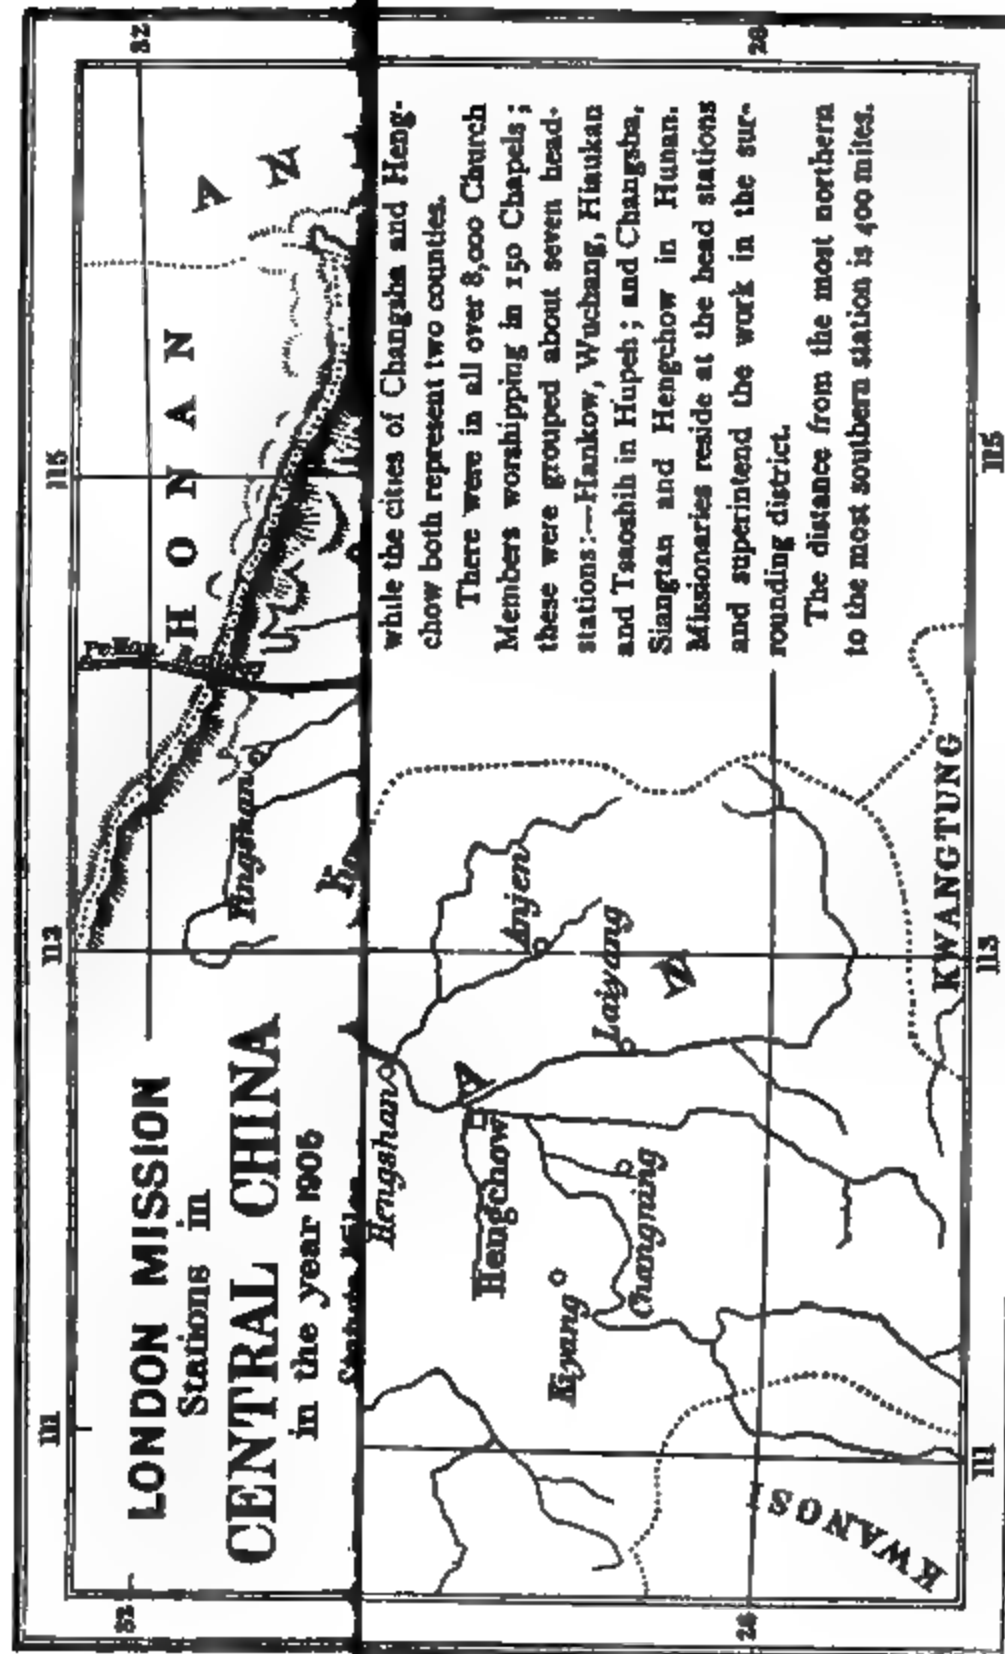 LONDON MISSION
Stations in
CENTRAL CHINA
in the year 1905
111
112
115
32
32
HONAN
AN
Yingshan
Hengshan
Hengchow
Anjen
Laiyang
Changning
Kiyang
A
N
KWANGSI
KWANGTUNG
while the cities of Changsha and Heng-
chow both represent two counties.
There were in all over 8,000 Church
Members worshipping in 150 Chapels;
these were grouped about seven head-
stations:—Hankow, Wuchang, Hiaukan
and Tsaoshih in Hupeh; and Changsha,
Siangtan and Hengchow in Hunan.
Missionaries reside at the head stations
and superintend the work in the sur-
rounding district.
The distance from the most northern
to the most southern station is 400 miles.
111
113
115